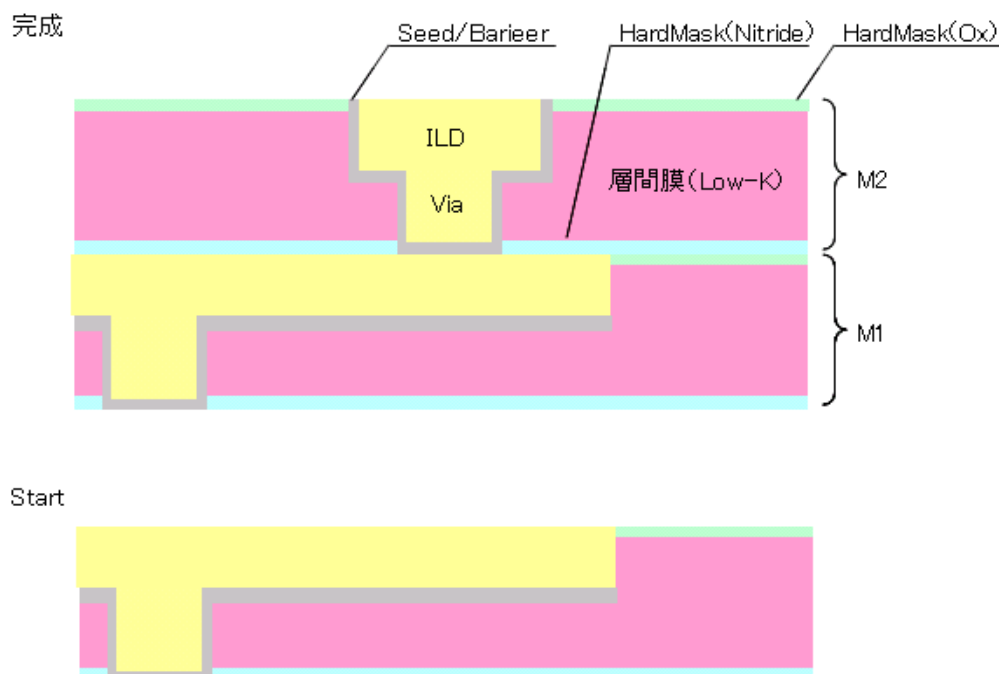 完成
Seed/Barieer
HardMask(Nitride)
HardMask(Ox)
ILD
Via
層間膜(Low-K)
M2
M1
Start